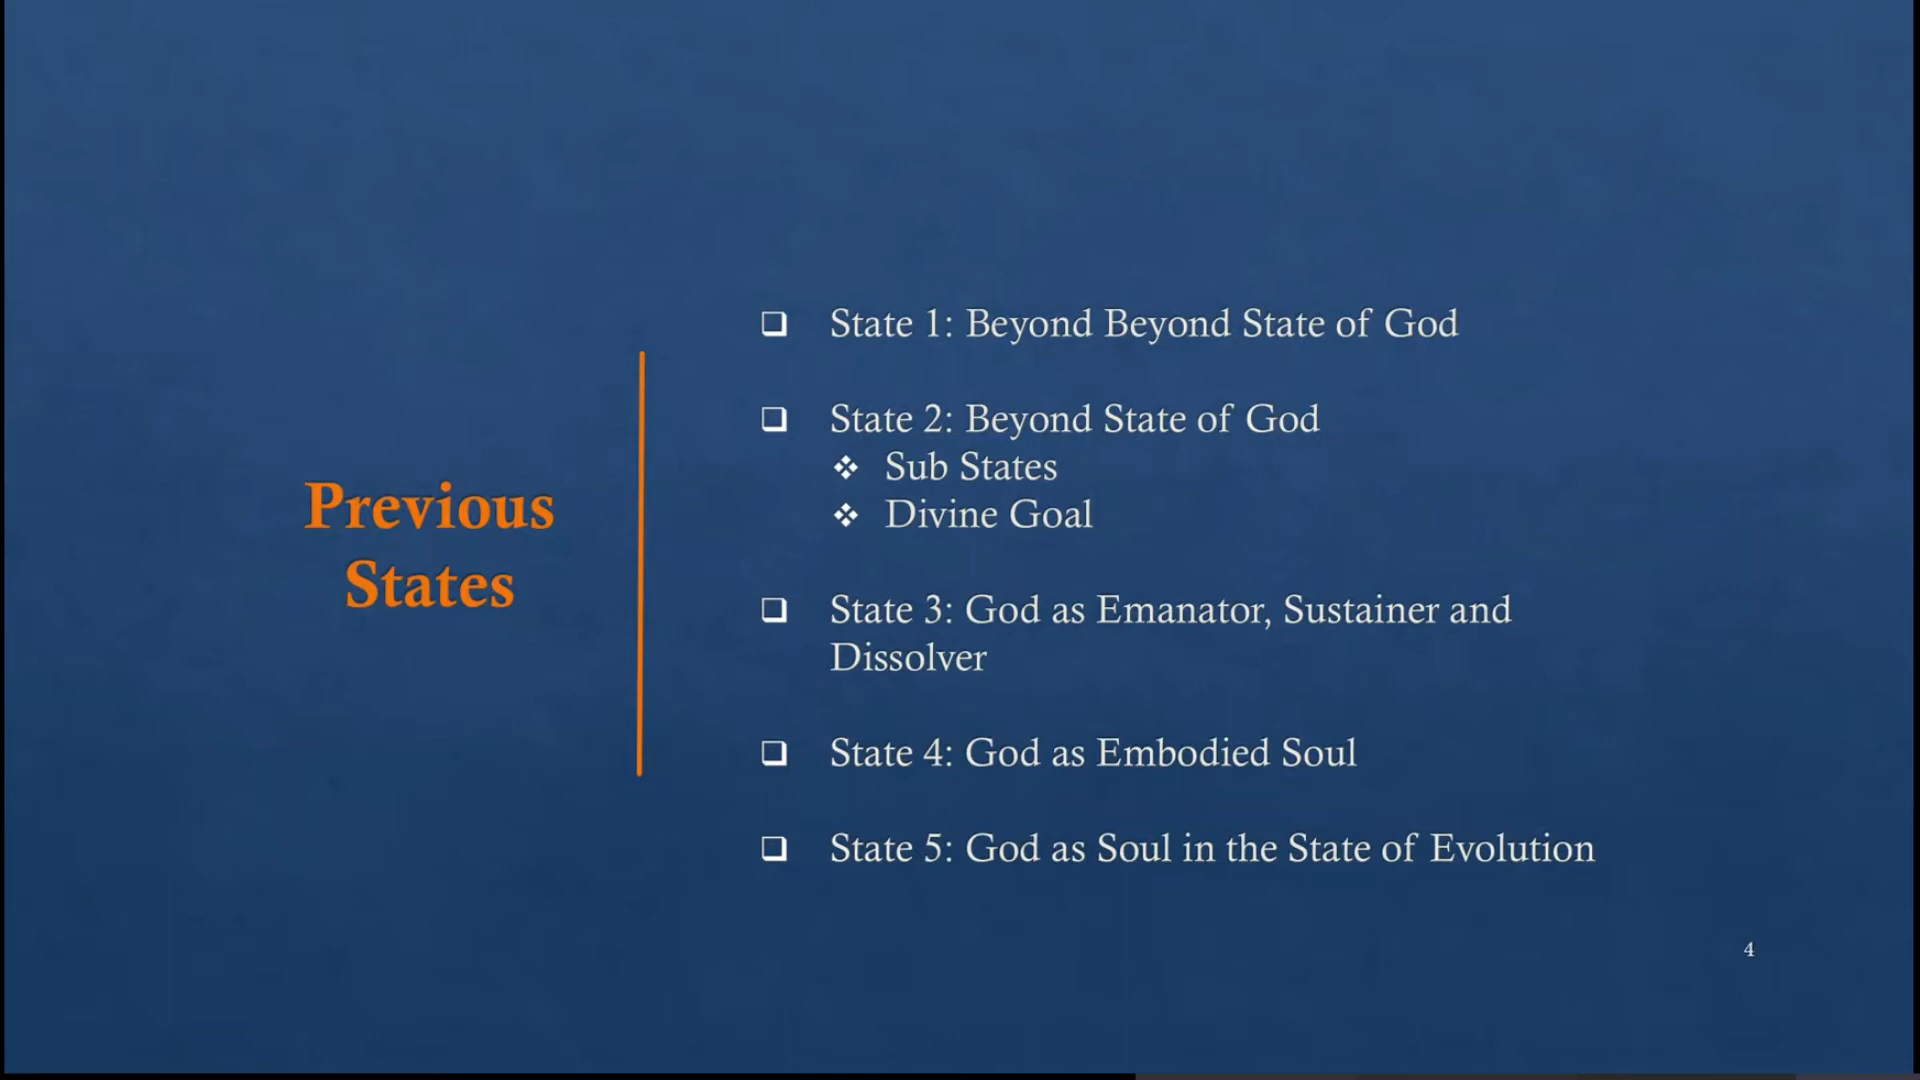 Previous
States
State 1: Beyond Beyond State of God
State 2: Beyond State of God
Sub States
Divine Goal
State 3: God as Emanator, Sustainer and
Dissolver
State 4: God as Embodied Soul
State 5: God as Soul in the State of Evolution
4